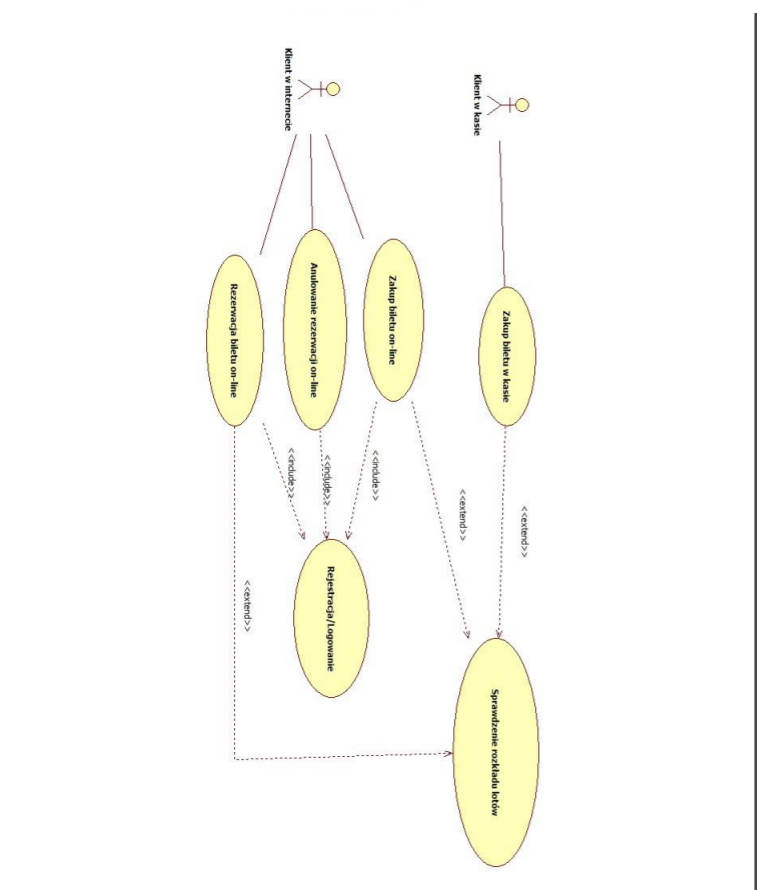 Klient w kasie
Zakup biletu w kasie
<<extend>>
Sprawdzenie rozkładu lotów
<<extend>>
Zakup biletu on-line
<<include>>
Klient w internecie
Anulowanie rezerwacji on-line
<<include>>
Rejestracja/Logowanie
<<include>>
Rezerwacja biletu on-line
<<extend>>